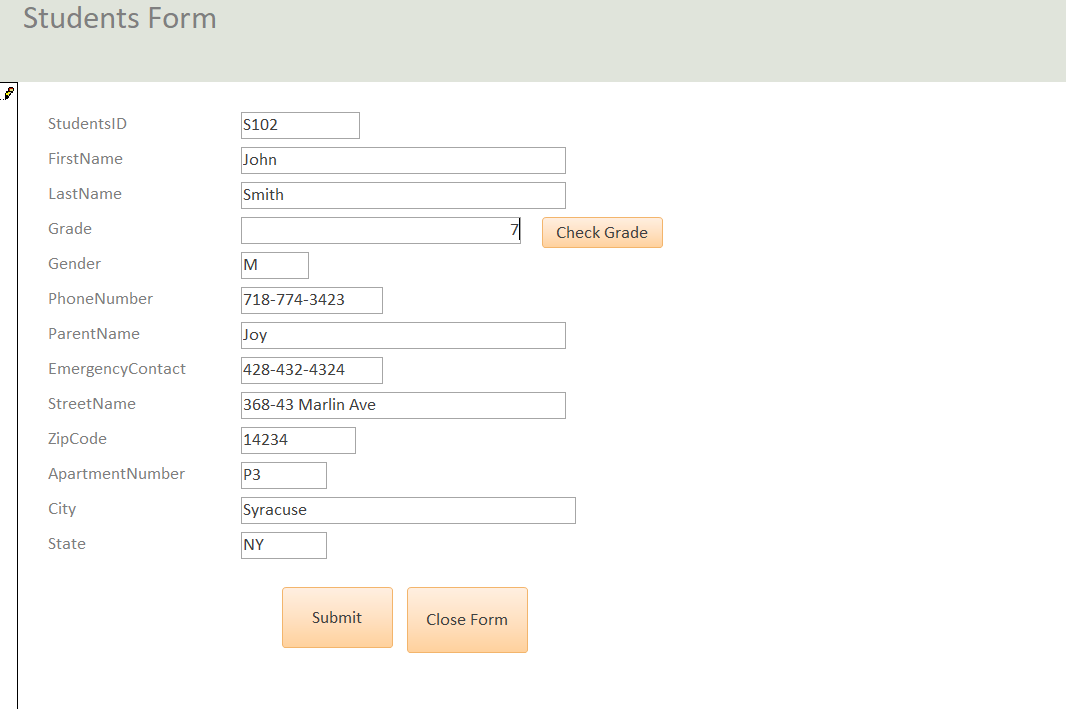 Students Form
StudentsID S102
FirstName John
LastName Smith
Grade 7 Check Grade
Gender M
PhoneNumber 718-774-3423
ParentName Joy
EmergencyContact 428-432-4324
StreetName 368-43 Marlin Ave
ZipCode 14234
ApartmentNumber P3
City Syracuse
State NY
Submit Close Form